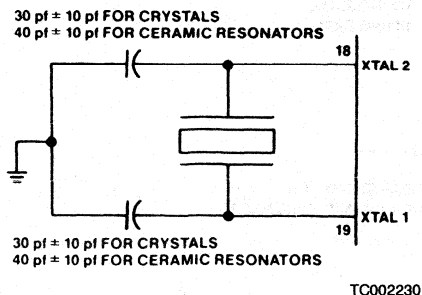 30 pf ± 10 pf FOR CRYSTALS
40 pf ± 10 pf FOR CERAMIC RESONATORS
18
XTAL 2
XTAL 1
19
30 pf ± 10 pf FOR CRYSTALS
40 pf ± 10 pf FOR CERAMIC RESONATORS
TC002230